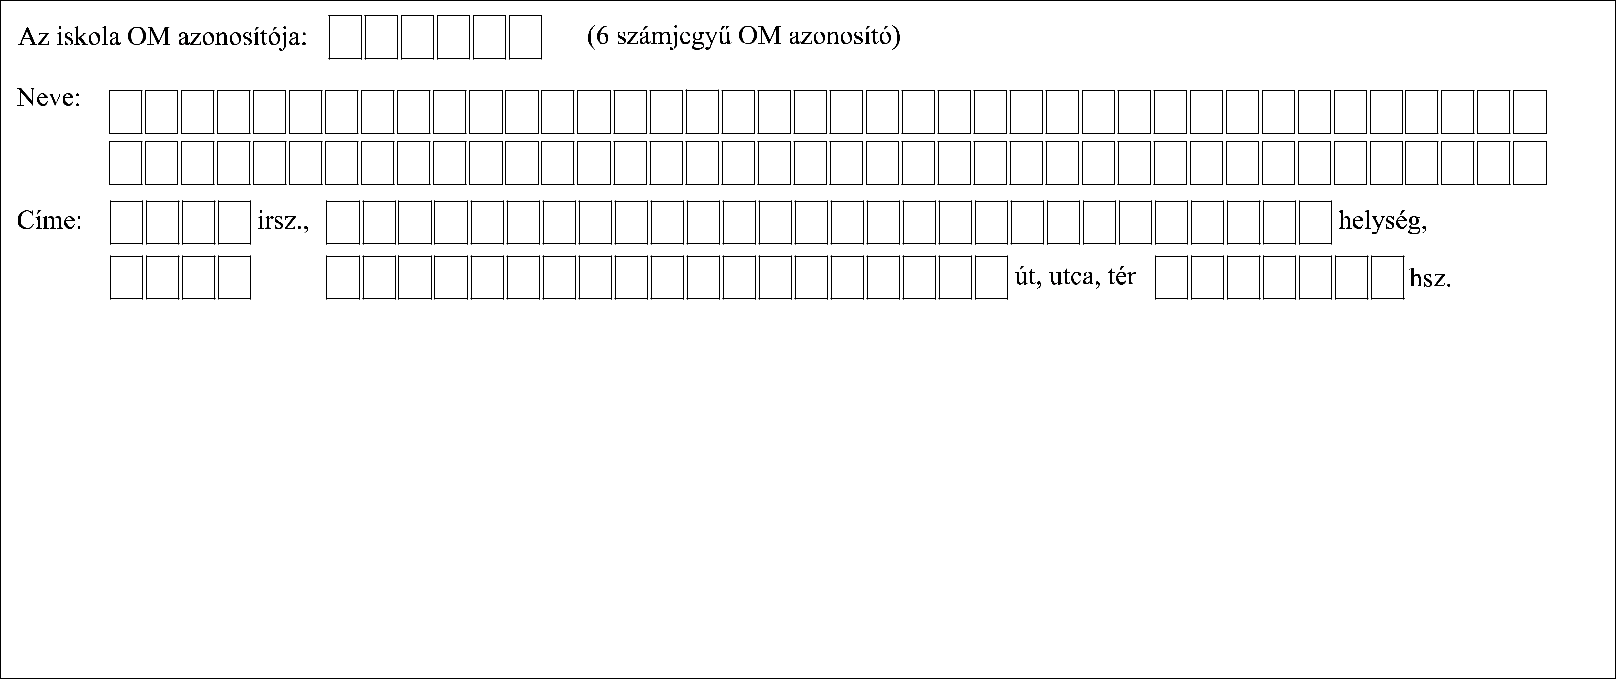 Az iskola OM azonosítója: (6 számjegyű OM azonosító)
Neve:
Címe: irsz., helység,
út, utca, tér hsz.